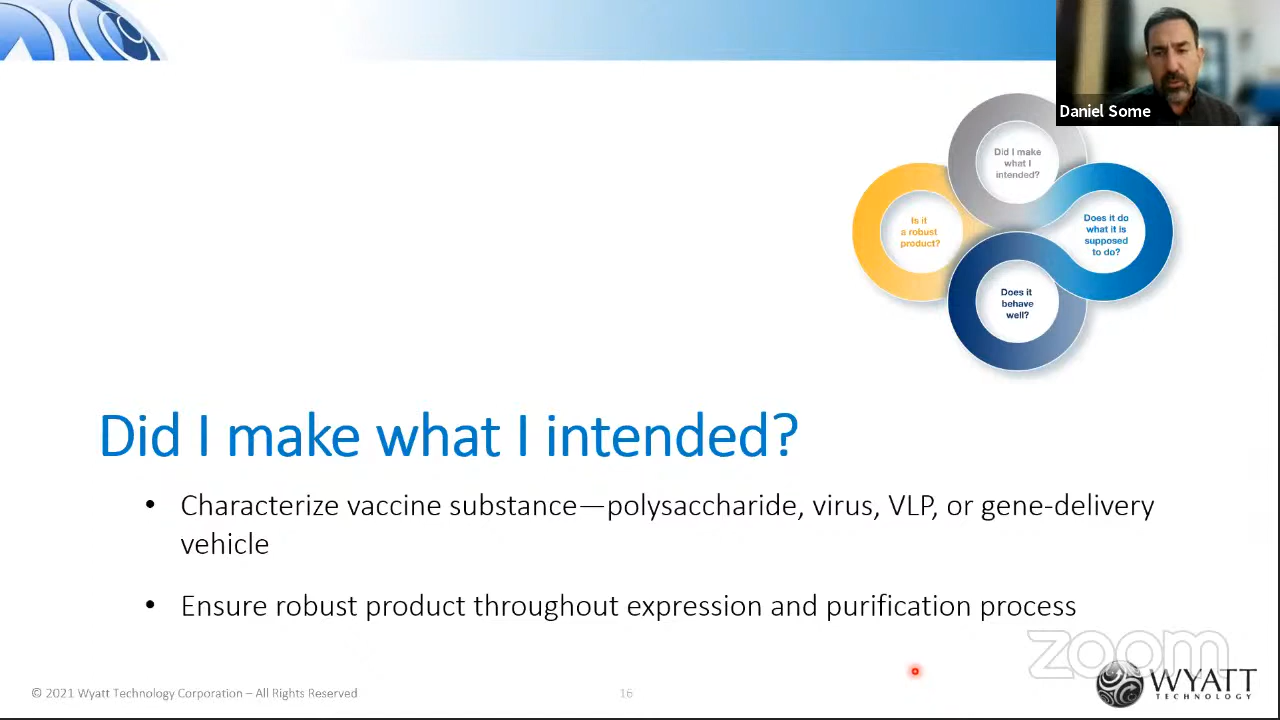 Daniel Some
Did I make
what I
intended?
Is it
a robust
product?
Does it do
what it is
supposed
to do?
Does it
behave
well?
Did I make what I intended?
• Characterize vaccine substance—polysaccharide, virus, VLP, or gene-delivery
vehicle
• Ensure robust product throughout expression and purification process
zoom
© 2021 Wyatt Technology Corporation – All Rights Reserved
16
WYATT
TECHNOLOGY